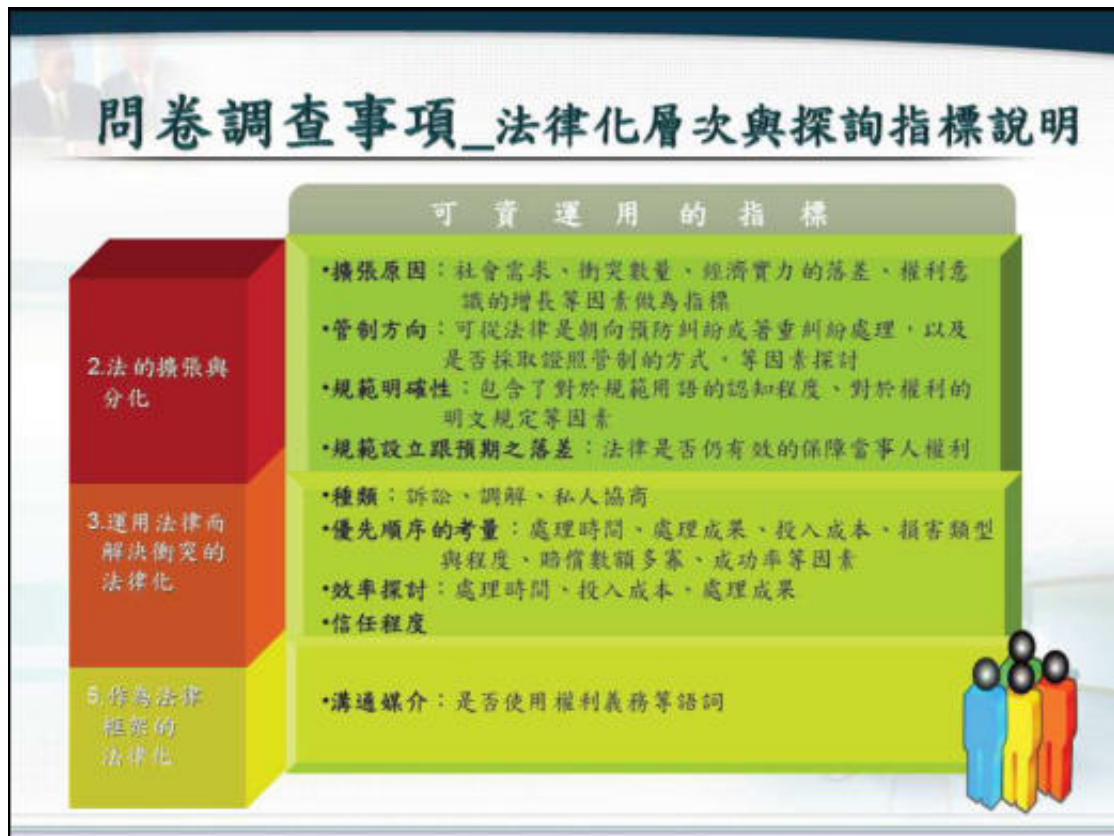 問卷調查事項_法律化層次與探詢指標說明
可資運用的指標
2.法的擴張與
分化
•擴張原因：社會需求、衝突數量、經濟實力的落差、權利意
識的增長等因素做為指標
•管制方向：可從法律是朝向預防糾紛或著重糾紛處理，以及
是否採取證照管制的方式，等因素探討
•規範明確性：包含了對於規範用語的認知程度、對於權利的
明文規定等因素
•規範設立跟預期之落差：法律是否仍有效的保障當事人權利
3.運用法律而
解決衝突的
法律化
•種類：訴訟、調解、私人協商
•優先順序的考量：處理時間、處理成果、投入成本、損害類型
與程度、賠償數額多寡、成功率等因素
•效率探討：處理時間、投入成本、處理成果
•信任程度
5.作為法律
框架的
法律化
•溝通媒介：是否使用權利義務等語詞